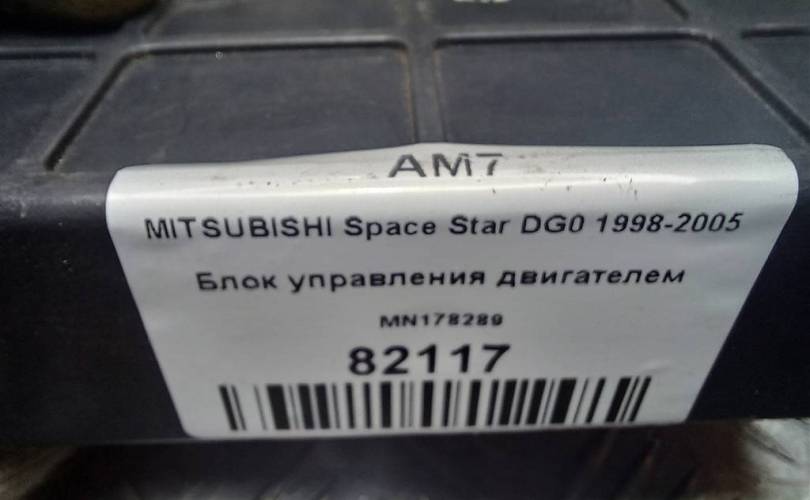 AM7
MITSUBISHI Space Star DG0 1998-2005
Блок управления двигателем
MN178289
82117